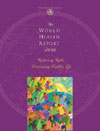 The
WORLD
HEALTH
REPORT
2002
Reducing Risks,
Promoting Healthy Life